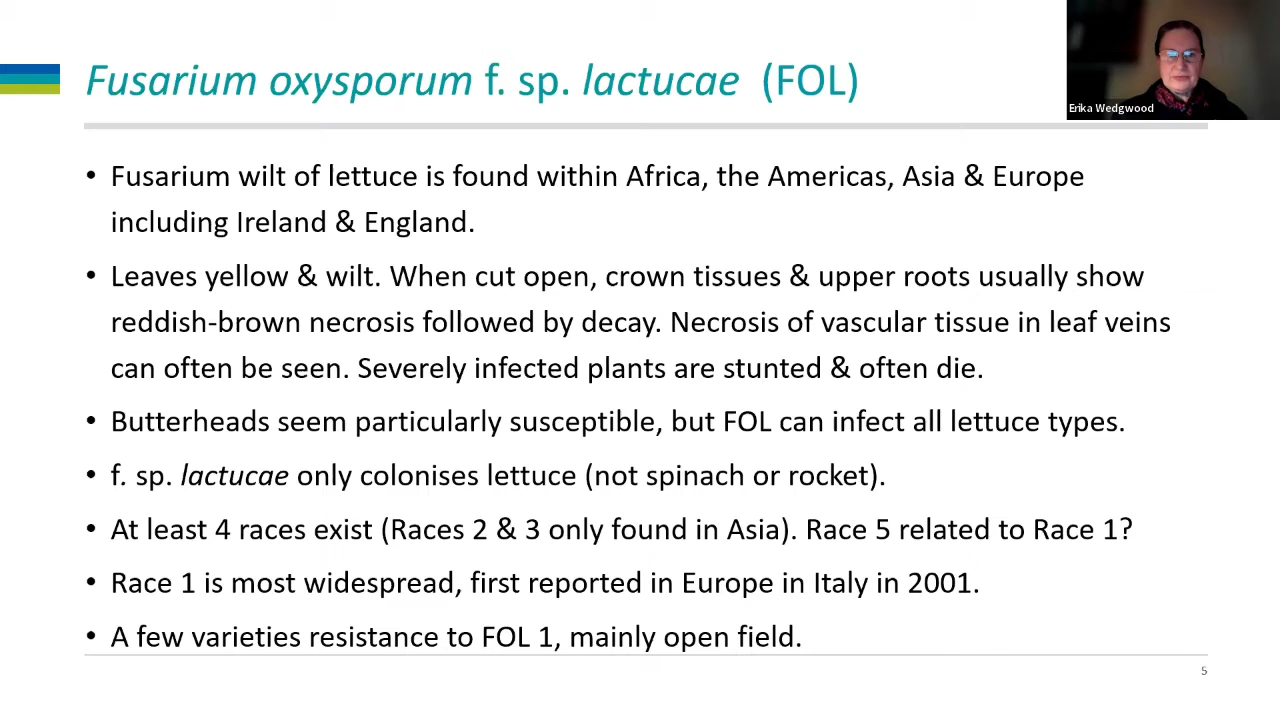 Fusarium oxysporum f. sp. lactucae (FOL)
Erika Wedgwood
• Fusarium wilt of lettuce is found within Africa, the Americas, Asia & Europe
including Ireland & England.
• Leaves yellow & wilt. When cut open, crown tissues & upper roots usually show
reddish-brown necrosis followed by decay. Necrosis of vascular tissue in leaf veins
can often be seen. Severely infected plants are stunted & often die.
• Butterheads seem particularly susceptible, but FOL can infect all lettuce types.
• f. sp. lactucae only colonises lettuce (not spinach or rocket).
• At least 4 races exist (Races 2 & 3 only found in Asia). Race 5 related to Race 1?
• Race 1 is most widespread, first reported in Europe in Italy in 2001.
• A few varieties resistance to FOL 1, mainly open field.
5